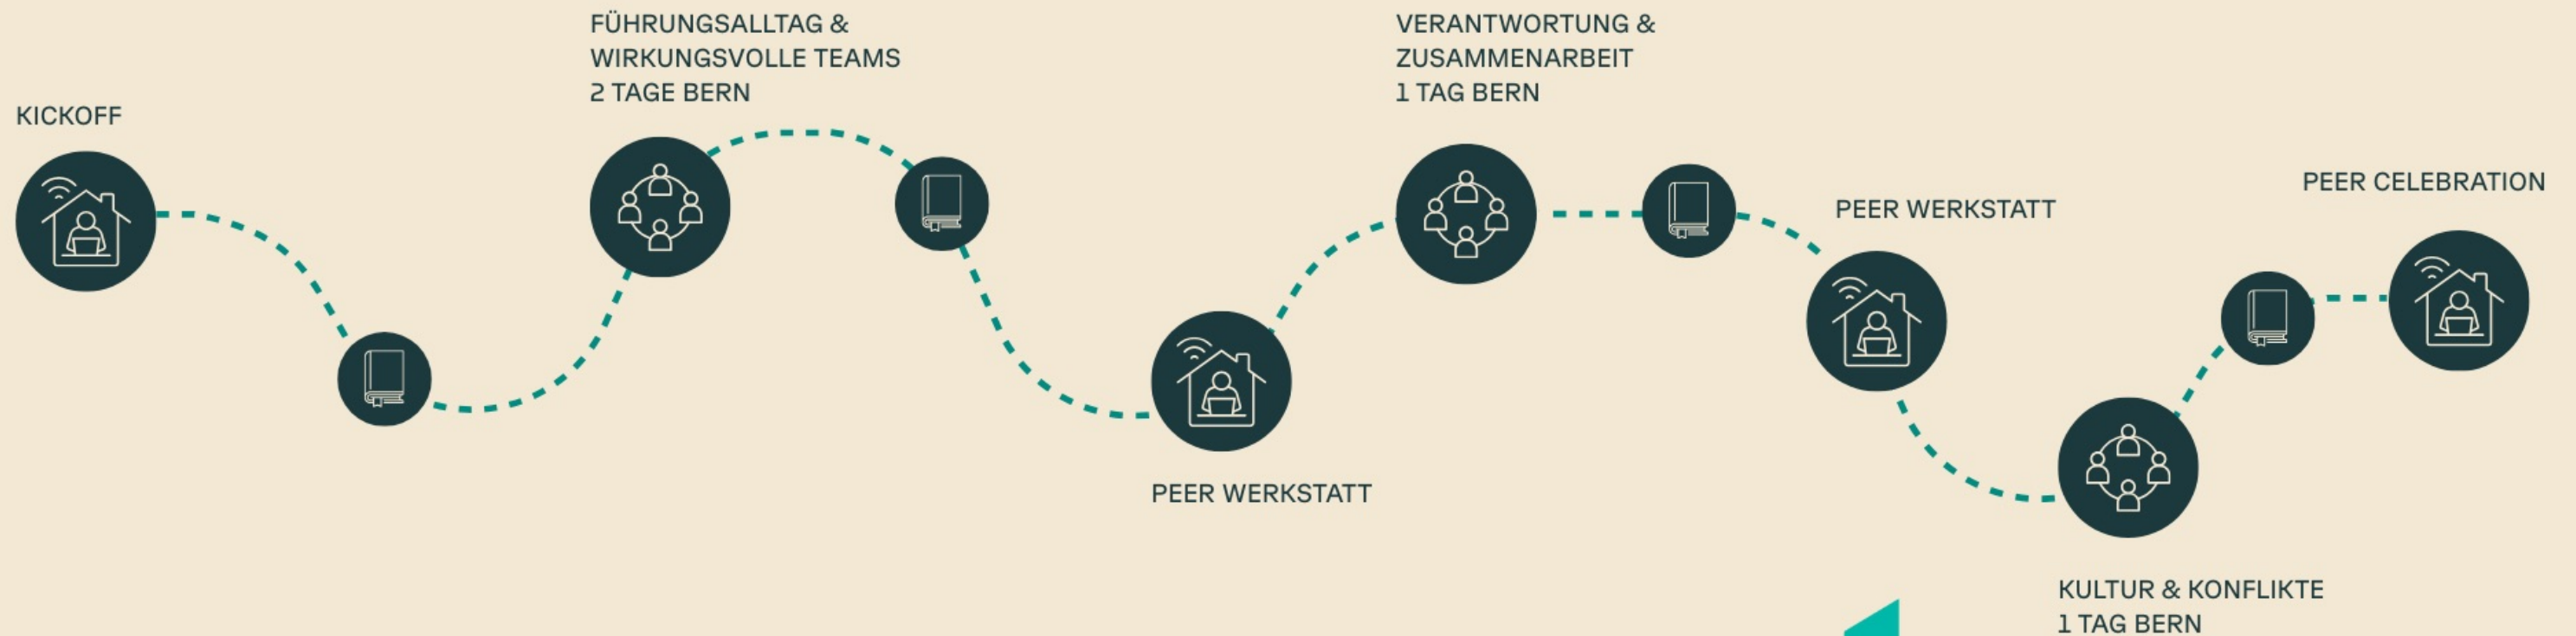 KICKOFF
FÜHRUNGSALLTAG &
WIRKUNGSVOLLE TEAMS
2 TAGE BERN
PEER WERKSTATT
VERANTWORTUNG &
ZUSAMMENARBEIT
1 TAG BERN
PEER WERKSTATT
KULTUR & KONFLIKTE
1 TAG BERN
PEER CELEBRATION